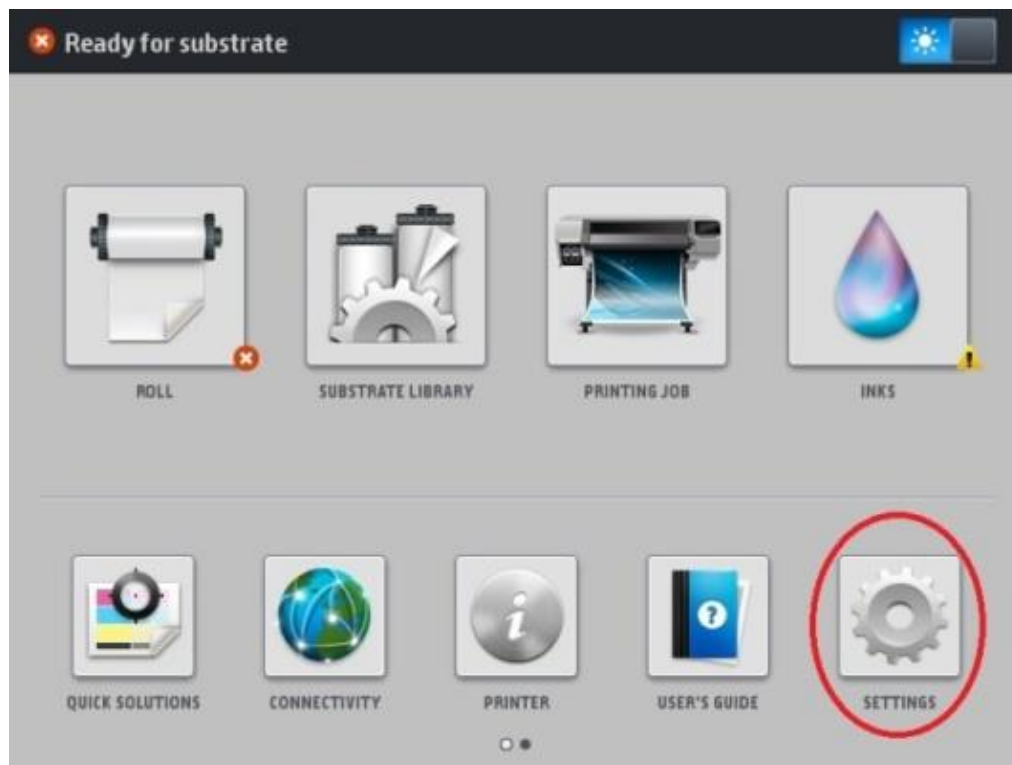 Ready for substrate
ROLL
SUBSTRATE LIBRARY
PRINTING JOB
INKS
QUICK SOLUTIONS
CONNECTIVITY
PRINTER
USER'S GUIDE
SETTINGS